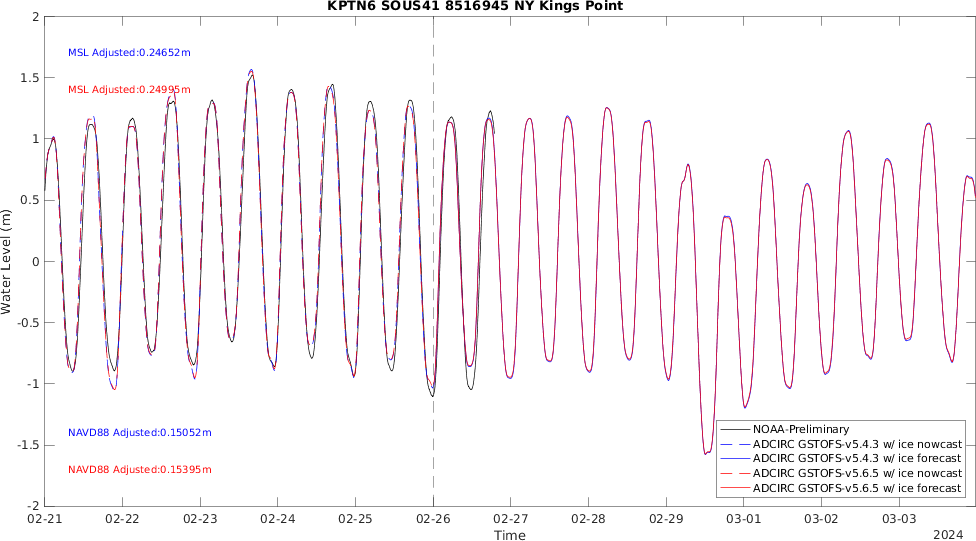 KPTN6 SOUS41 8516945 NY Kings Point
MSL Adjusted:0.24652m
MSL Adjusted:0.24995m
NAVD88 Adjusted:0.15052m
NAVD88 Adjusted:0.15395m
Water Level (m)
2
1.5
1
0.5
0
-0.5
-1
-1.5
-2
NOAA-Preliminary
ADCIRC GSTOFS-v5.4.3 w/ ice nowcast
ADCIRC GSTOFS-v5.4.3 w/ ice forecast
ADCIRC GSTOFS-v5.6.5 w/ ice nowcast
ADCIRC GSTOFS-v5.6.5 w/ ice forecast
02-21 02-22 02-23 02-24 02-25 02-26 02-27 02-28 02-29 03-01 03-02 03-03
Time
2024